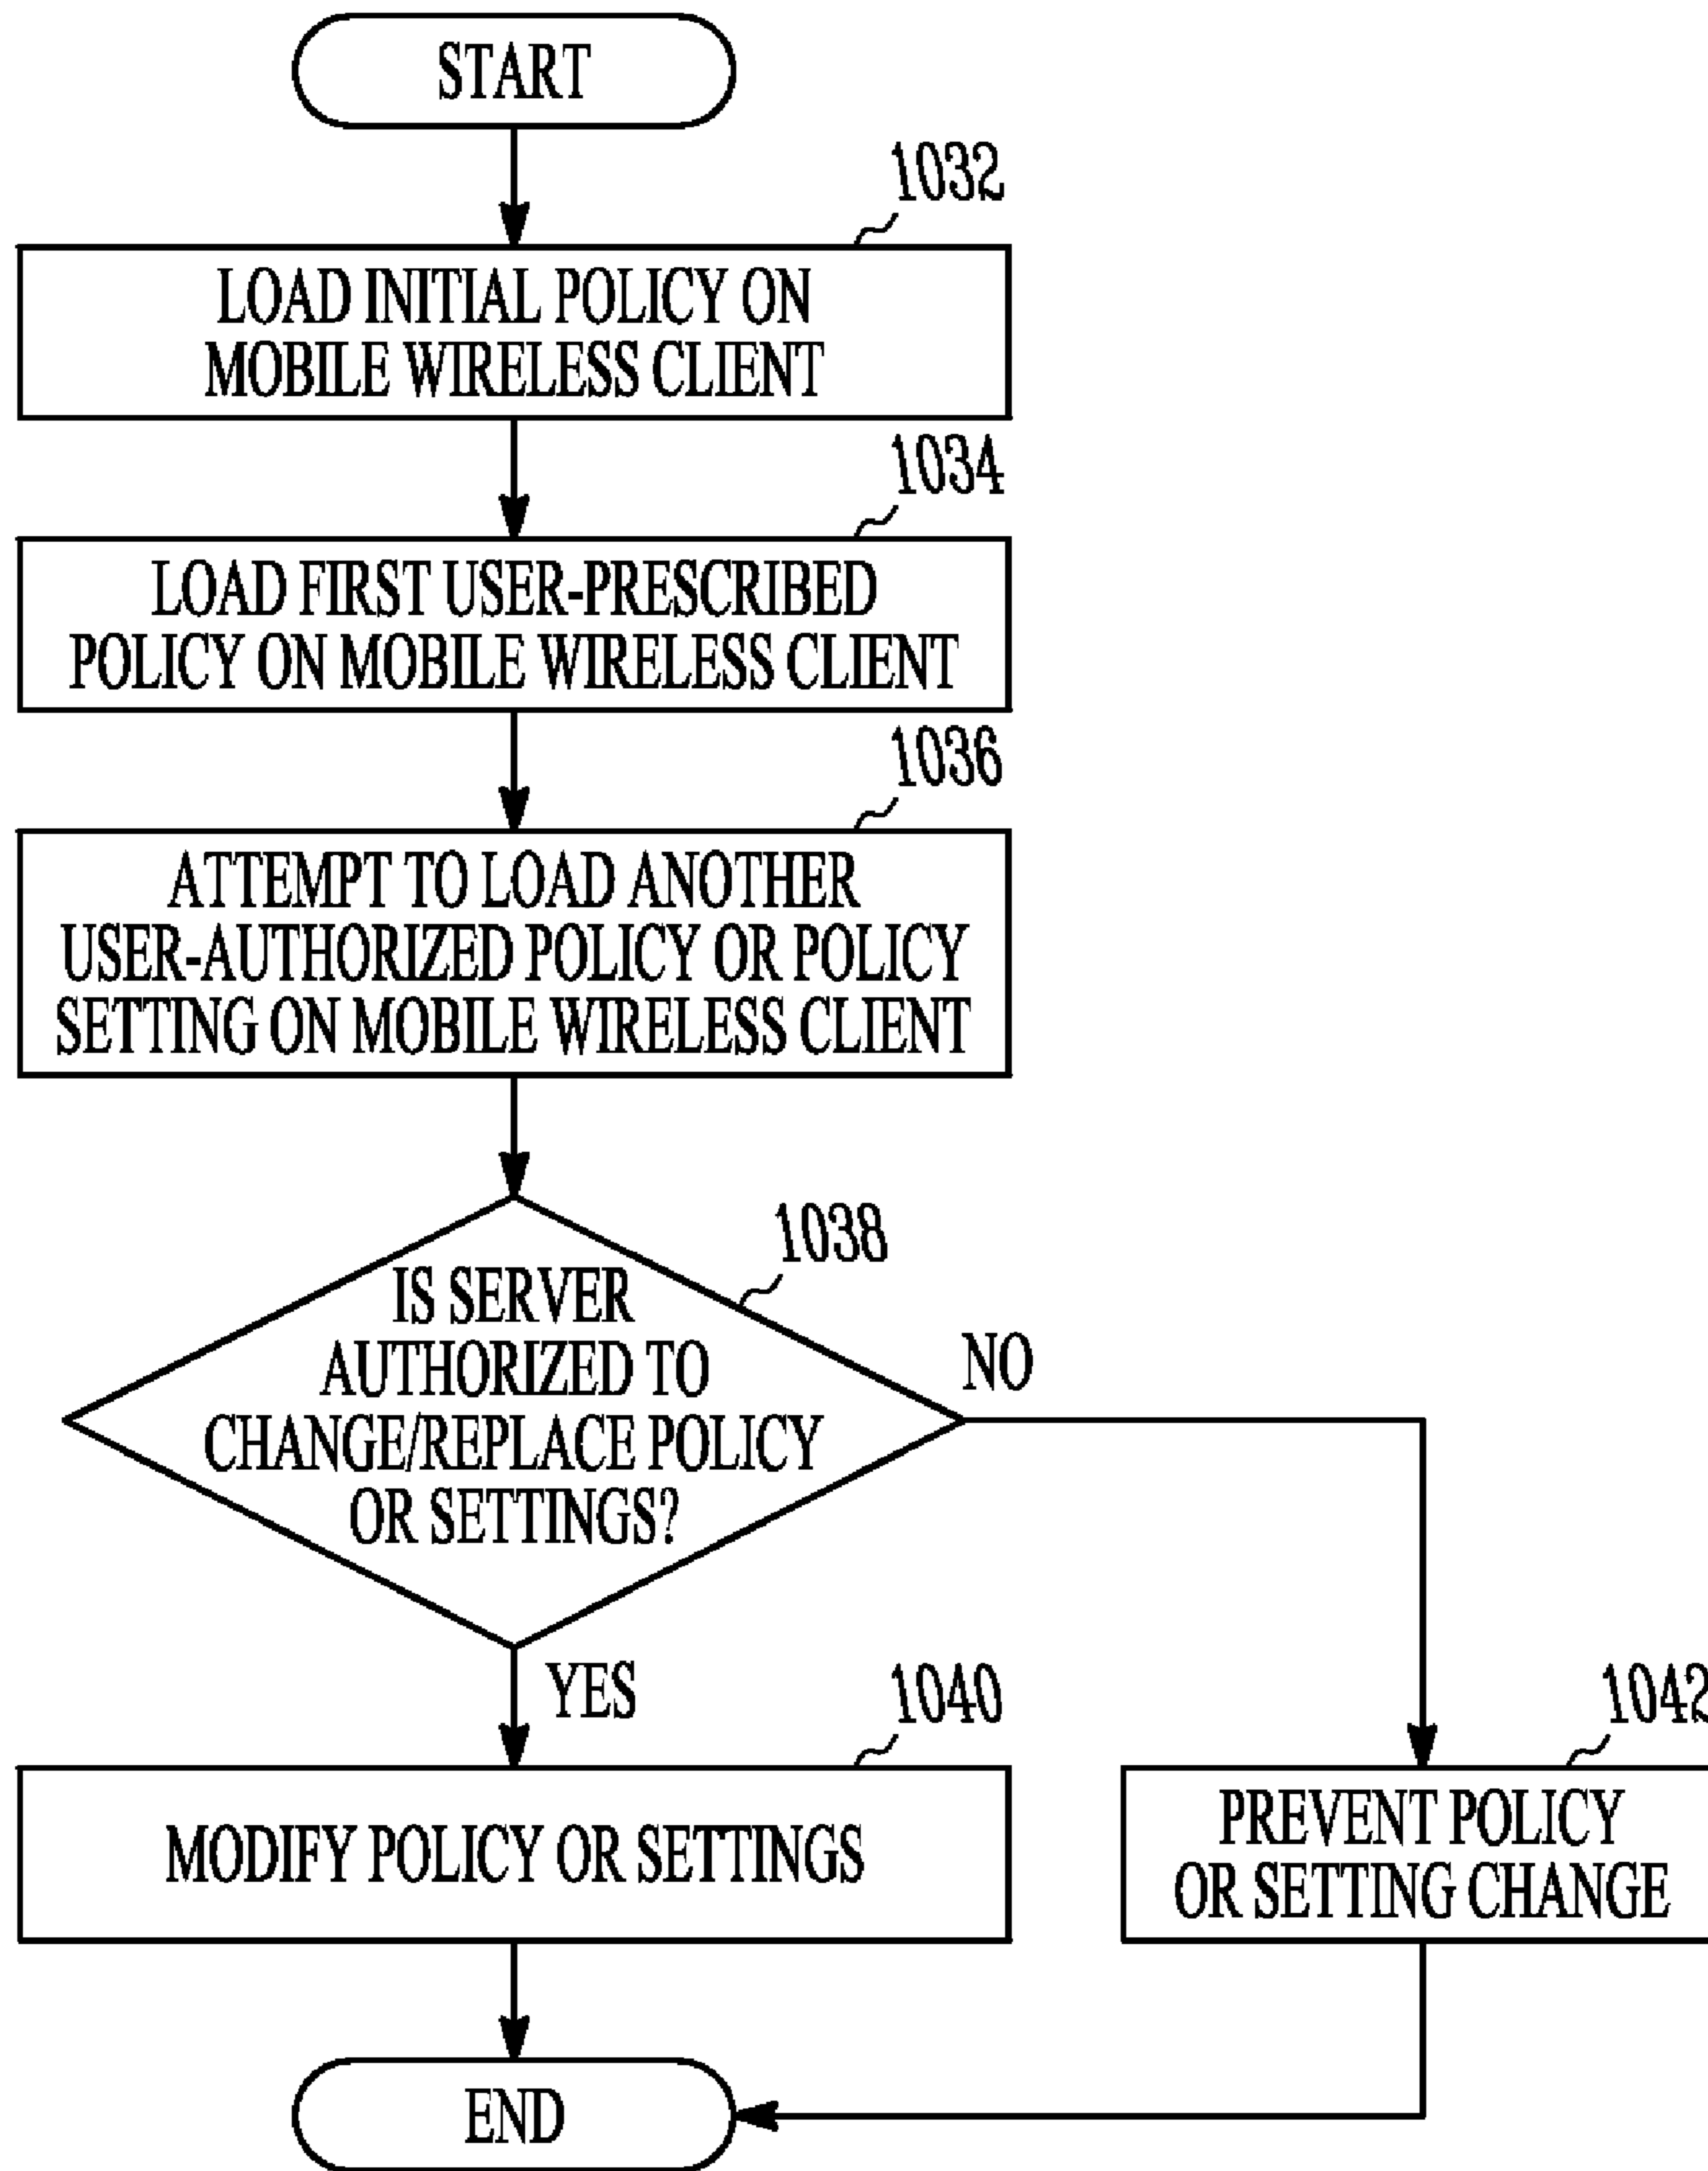 START
1032
LOAD INITIAL POLICY ON
MOBILE WIRELESS CLIENT
1034
LOAD FIRST USER-PRESCRIBED
POLICY ON MOBILE WIRELESS CLIENT
1036
ATTEMPT TO LOAD ANOTHER
USER-AUTHORIZED POLICY OR POLICY
SETTING ON MOBILE WIRELESS CLIENT
1038
IS SERVER
AUTHORIZED TO
CHANGE/REPLACE POLICY
OR SETTINGS?
NO
YES
1040
MODIFY POLICY OR SETTINGS
1042
PREVENT POLICY
OR SETTING CHANGE
END